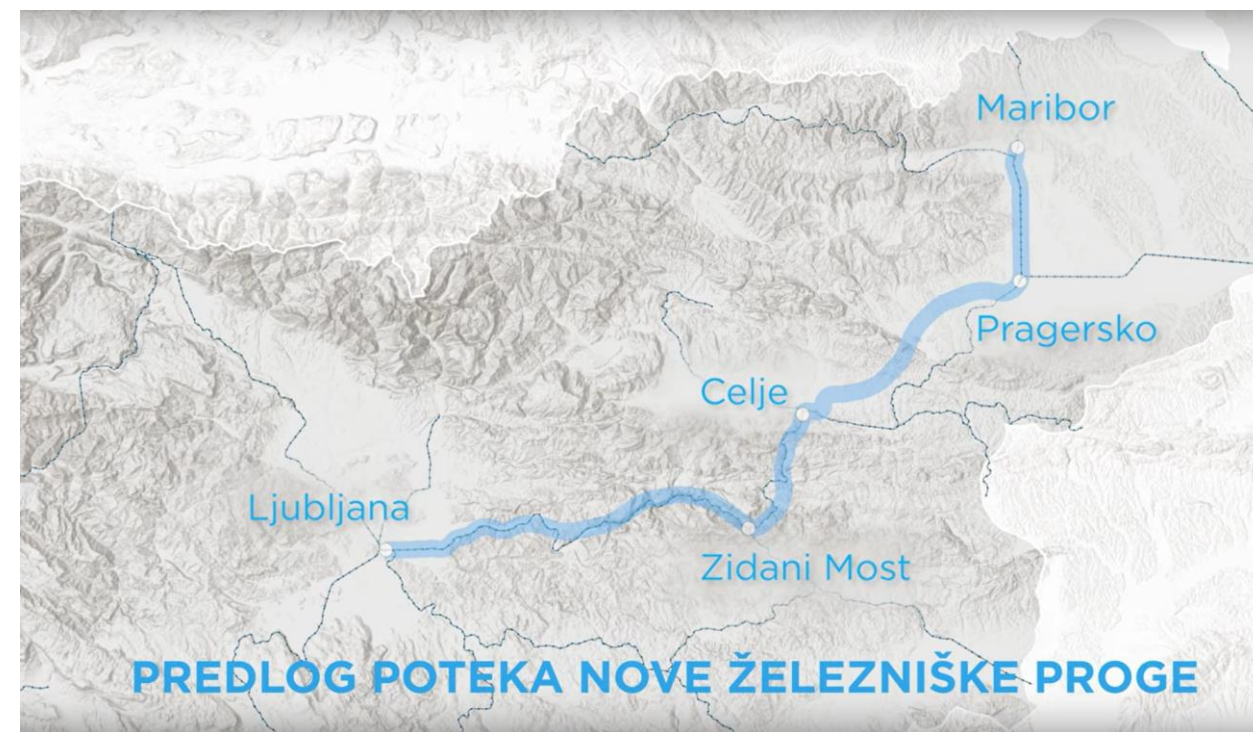 Maribor
Pragersko
Celje
Ljubljana
Zidani Most
PREDLOG POTEKA NOVE ŽELEZNIŠKE PROGE